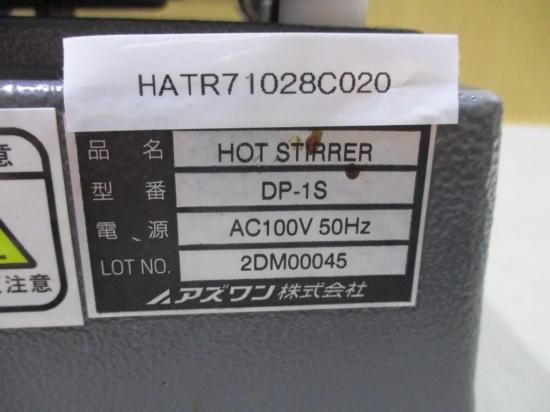 HATR71028C020
品 名 HOT STIRRER
型 番 DP-1S
電 源 AC100V 50Hz
LOT NO. 2DM00045
アズワン株式会社
意
注意